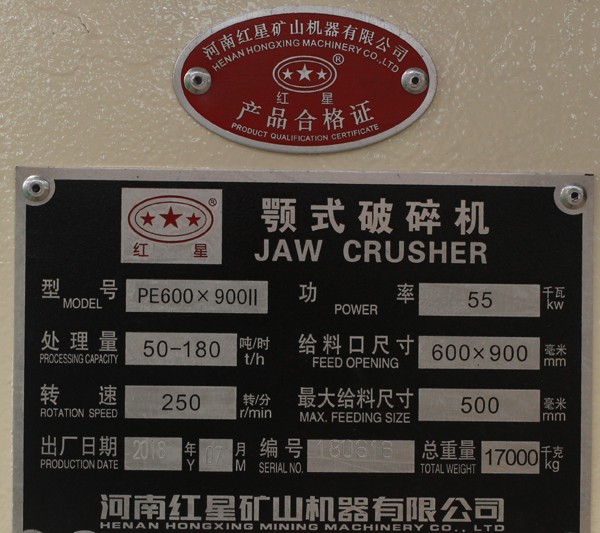 河南红星矿山机器有限公司
HENAN HONGXING MACHINERY CO.,LTD
®
红 星
产品合格证
PRODUCT QUALIFICATION CERTIFICATE
®
红 星
颚式破碎机
JAW CRUSHER
型号 MODEL PE600×900II 功率 POWER 55 千瓦 kw
处理量 PROCESSING CAPACITY 50-180 吨/时 t/h 给料口尺寸 FEED OPENING 600×900 毫米 mm
转速 ROTATION SPEED 250 转/分 r/min 最大给料尺寸 MAX. FEEDING SIZE 500 毫米 mm
出厂日期 PRODUCTION DATE 2018 年 Y 07 月 M 编号 SERIAL NO. 总重量 TOTAL WEIGHT 17000 千克 kg
河南红星矿山机器有限公司
HENAN HONGXING MINING MACHINERY CO., LTD